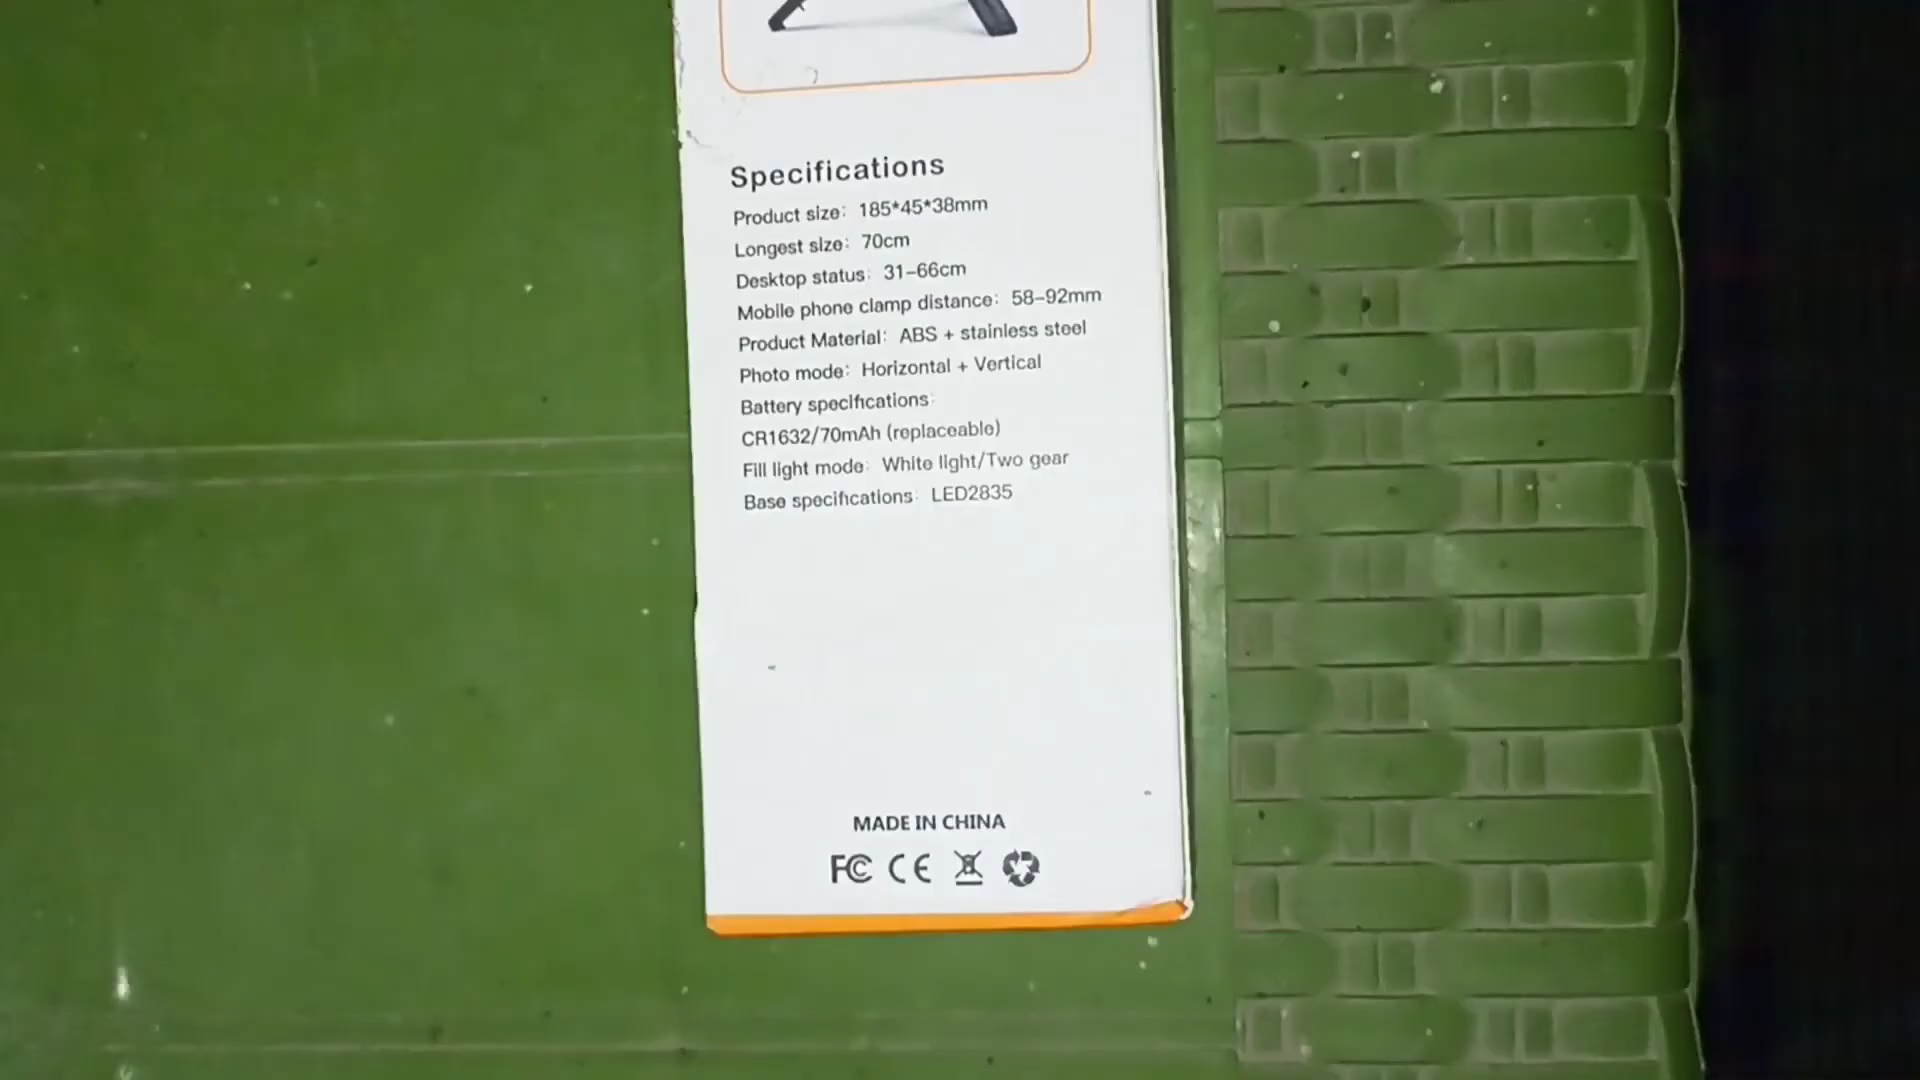 Specifications
Product size: 185*45*38mm
Longest size: 70cm
Desktop status: 31-66cm
Mobile phone clamp distance: 58-92mm
Product Material: ABS + stainless steel
Photo mode: Horizontal + Vertical
Battery specifications:
CR1632/70mAh (replaceable)
Fill light mode: White light/Two gear
Base specifications: LED2835
MADE IN CHINA
FC CE